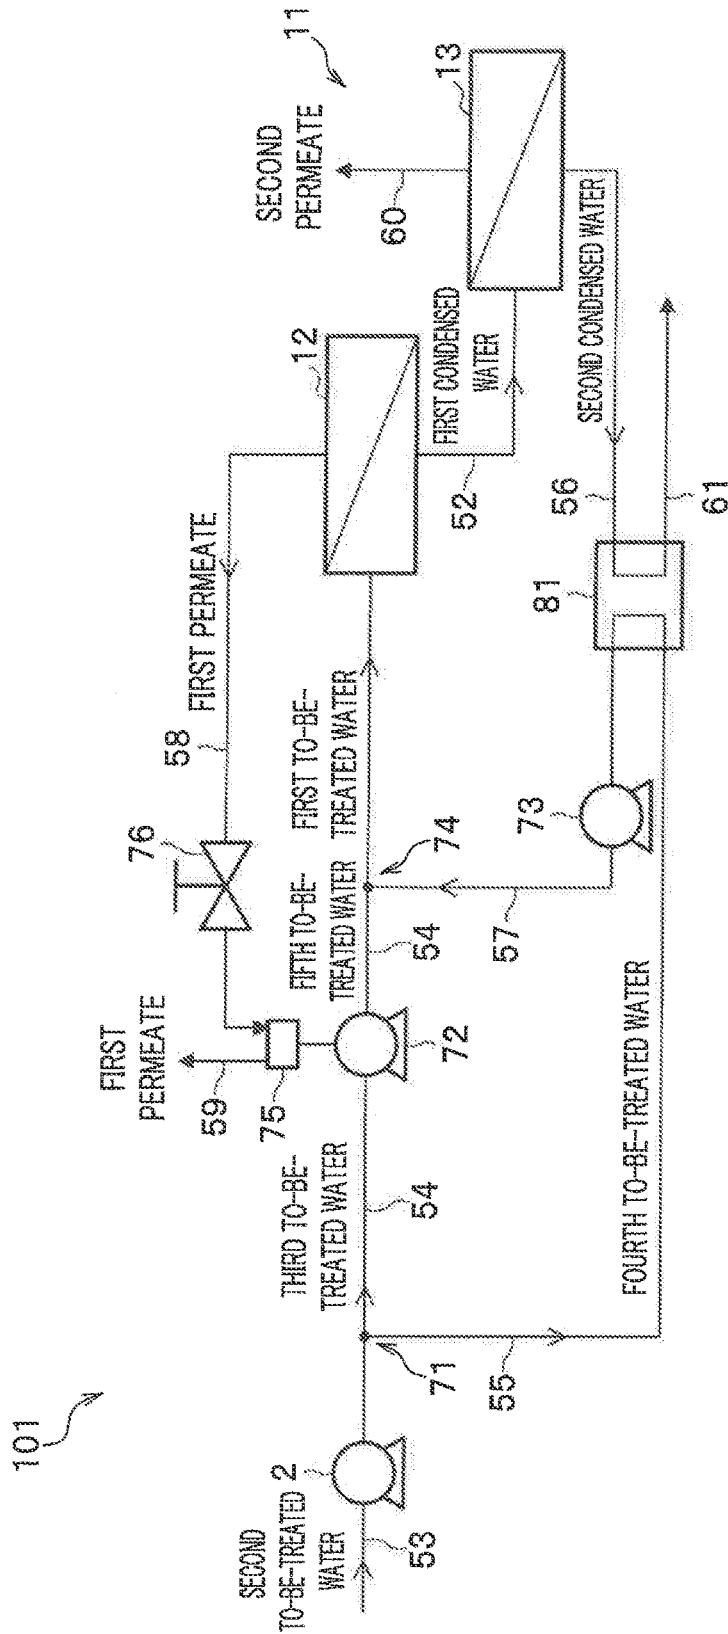 101
11
SECOND
TO-BE-TREATED
WATER
2
53
71
55
THIRD TO-BE-
TREATED WATER
54
FIRST
PERMEATE
59
75
72
76
58
FIRST PERMEATE
FIFTH TO-BE-
TREATED WATER
54
74
57
FIRST TO-BE-
TREATED WATER
73
FOURTH TO-BE-TREATED WATER
12
52
FIRST CONDENSED
WATER
SECOND
PERMEATE
60
13
SECOND CONDENSED WATER
56
81
61